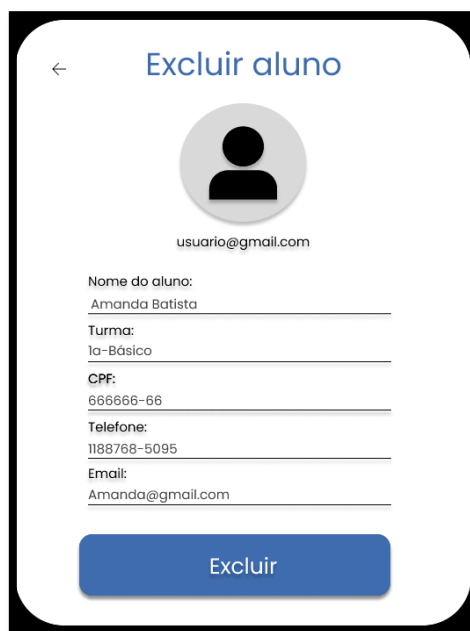 Excluir aluno
usuario@gmail.com
Nome do aluno:
Amanda Batista
Turma:
1a-Básico
CPF:
666666-66
Telefone:
1188768-5095
Email:
Amanda@gmail.com
Excluir